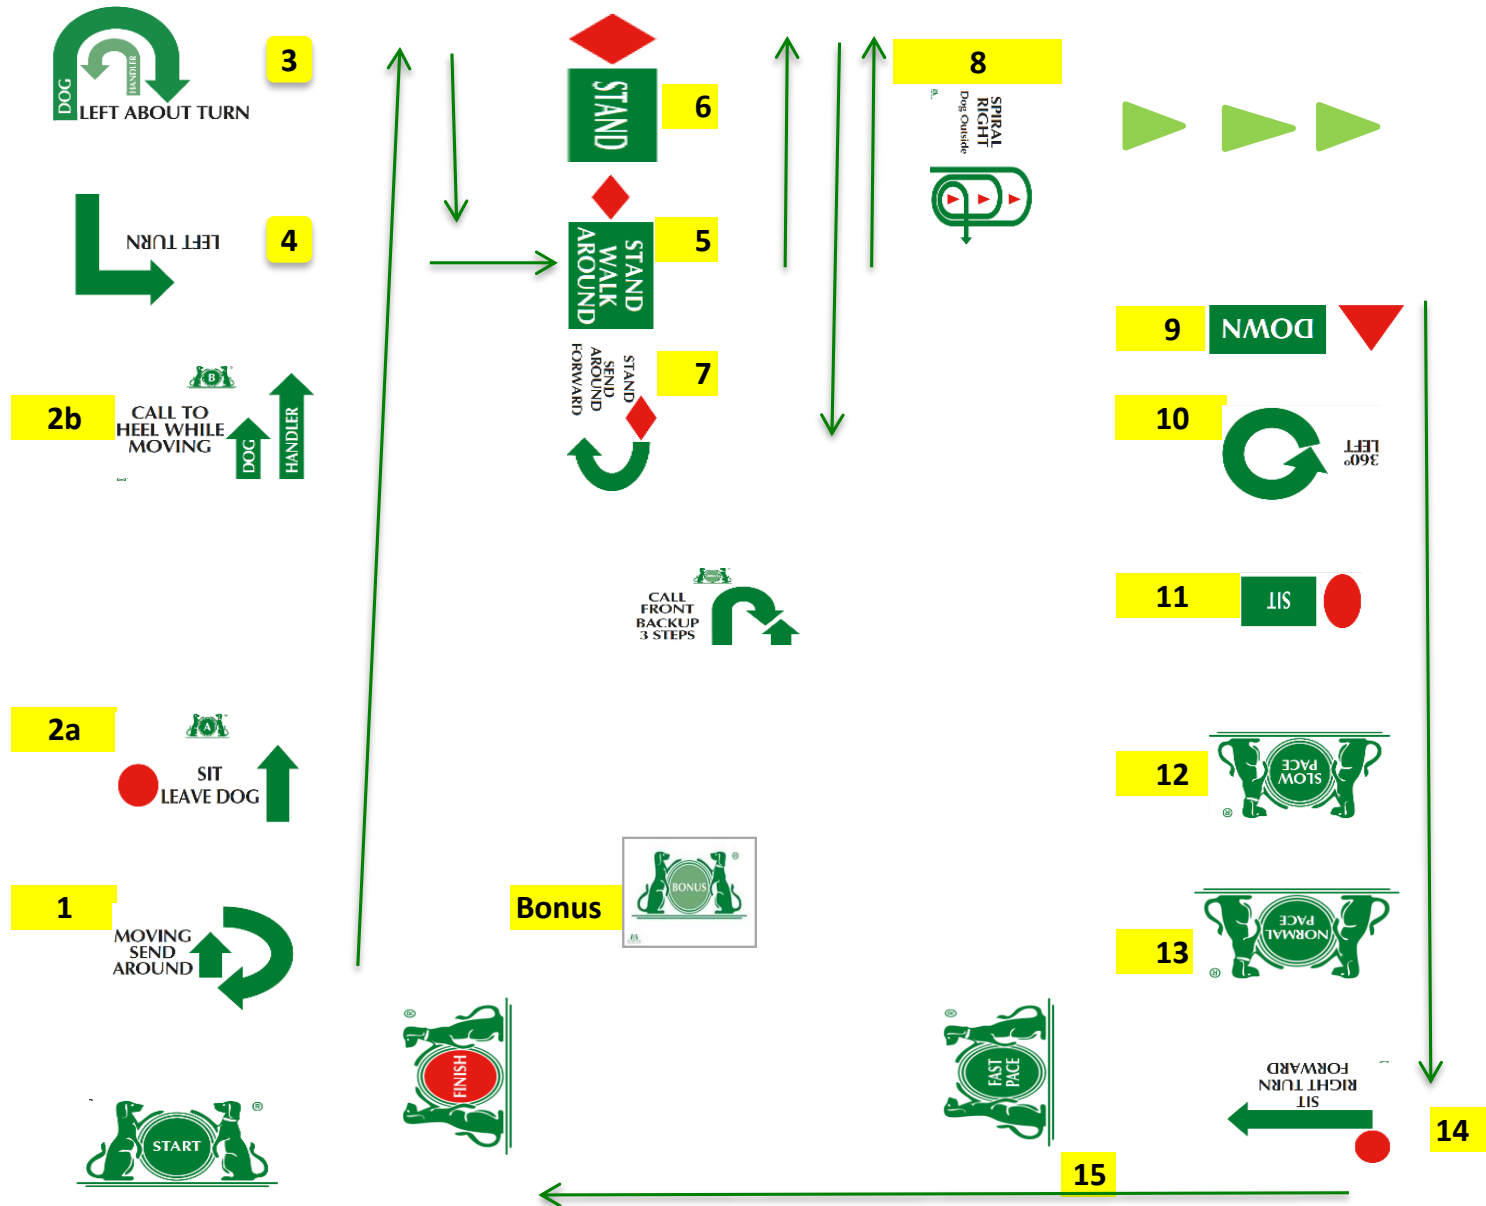 3
DOG
HANDLER
LEFT ABOUT TURN
4
LEFT TURN
2b
B
CALL TO
HEEL WHILE
MOVING
DOG
HANDLER
2a
A
SIT
LEAVE DOG
1
MOVING
SEND
AROUND
START
®
6
STAND
5
STAND
WALK
AROUND
7
STAND
SEND
AROUND
FORWARD
CALL
FRONT
BACKUP
3 STEPS
Bonus
BONUS
®
FINISH
®
8
SPIRAL
RIGHT
Dog Outside
9
DOWN
10
360°
LEFT
11
SIT
12
SLOW
PACE
®
13
NORMAL
PACE
®
14
SIT
RIGHT TURN
FORWARD
15
FAST
PACE
®